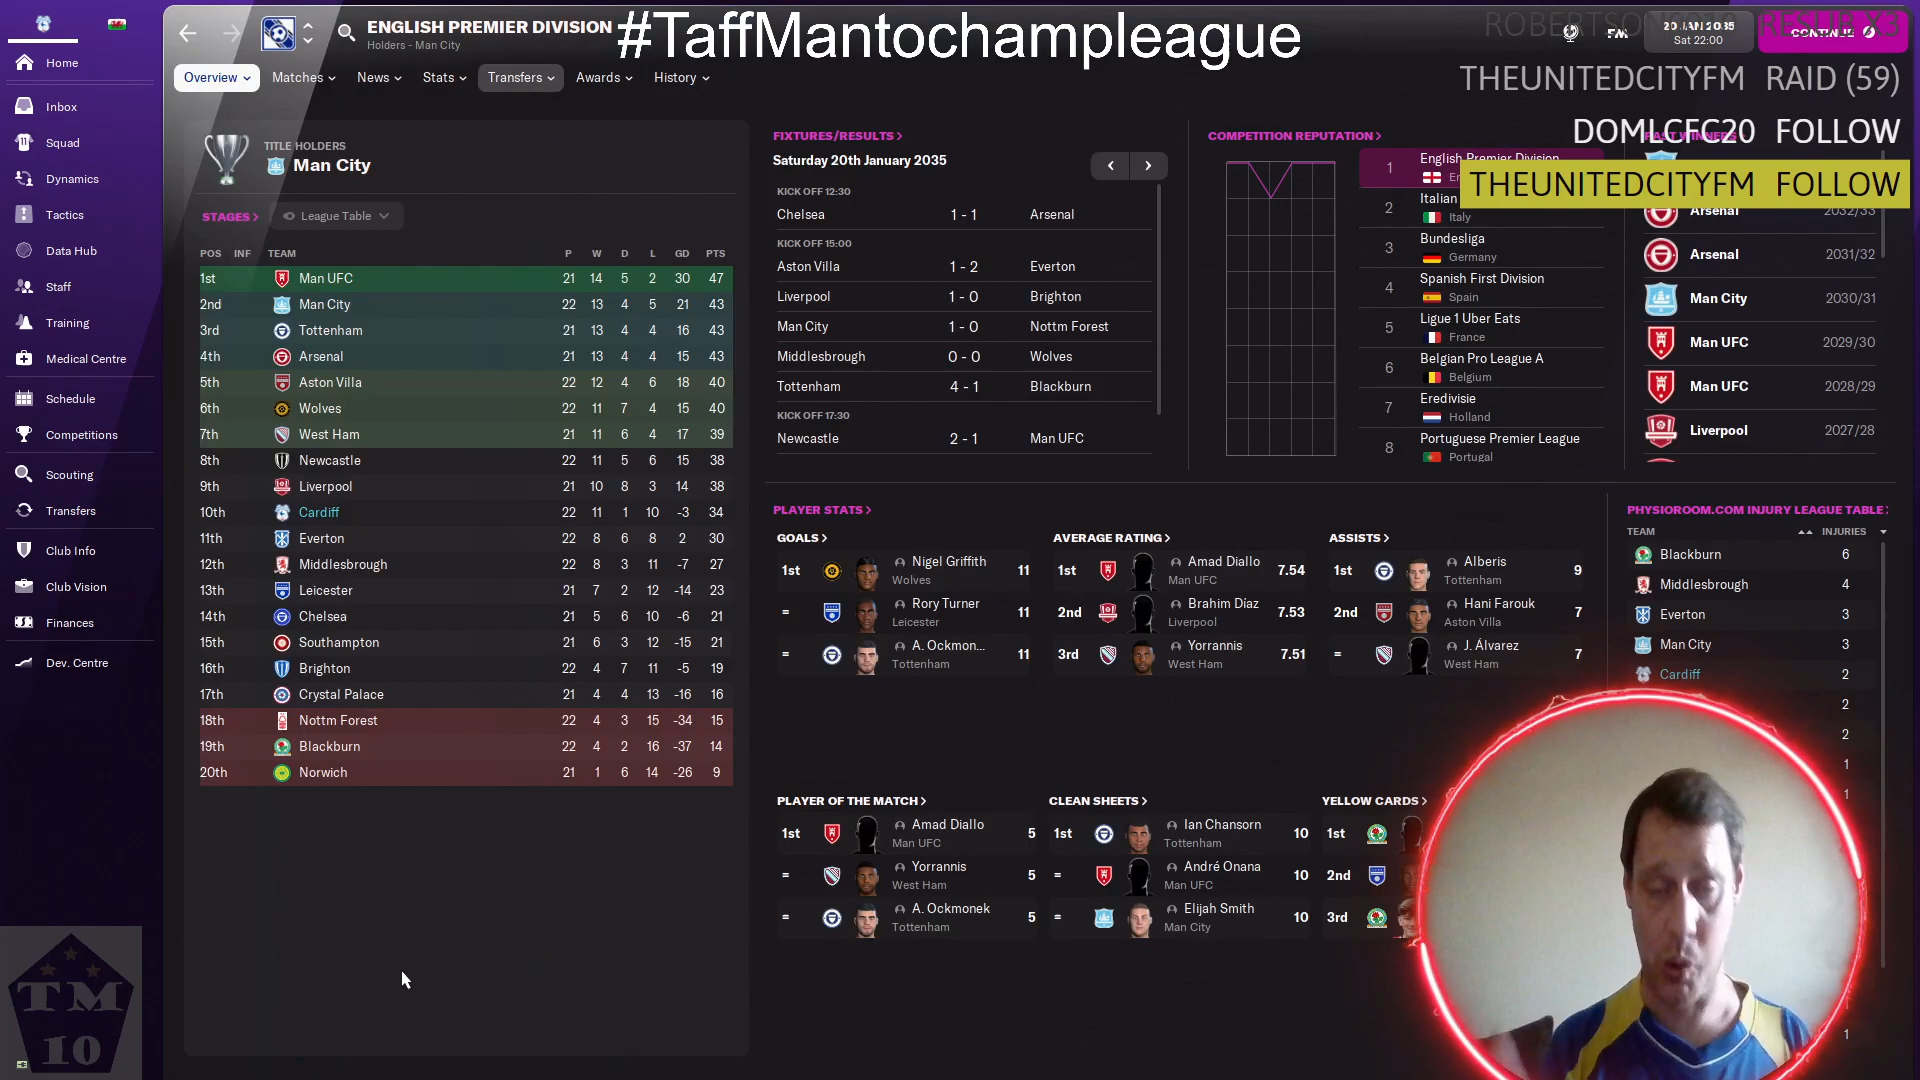 ENGLISH PREMIER DIVISION
Holders - Man City
#TaffMantochampleague
20 JAN 2035
Sat 22:00
CONTINUE
THEUNITEDCITYFM RAID (59)
DOMLCFC20 FOLLOW
THEUNITEDCITYFM FOLLOW
Overview
Matches
News
Stats
Transfers
Awards
History
Home
Inbox
Squad
Dynamics
Tactics
Data Hub
Staff
Training
Medical Centre
Schedule
Competitions
Scouting
Transfers
Club Info
Club Vision
Finances
Dev. Centre
TM
10
TITLE HOLDERS
Man City
STAGES > League Table
POS INF TEAM P W D L GD PTS
1st Man UFC 21 14 5 2 30 47
2nd Man City 22 13 4 5 21 43
3rd Tottenham 21 13 4 4 16 43
4th Arsenal 21 13 4 4 15 43
5th Aston Villa 22 12 4 6 18 40
6th Wolves 22 11 7 4 15 40
7th West Ham 21 11 6 4 17 39
8th Newcastle 22 11 5 6 15 38
9th Liverpool 21 10 8 3 14 38
10th Cardiff 22 11 1 10 -3 34
11th Everton 22 8 6 8 2 30
12th Middlesbrough 22 8 3 11 -7 27
13th Leicester 21 7 2 12 -14 23
14th Chelsea 21 5 6 10 -6 21
15th Southampton 21 6 3 12 -15 21
16th Brighton 22 4 7 11 -5 19
17th Crystal Palace 21 4 4 13 -16 16
18th Nottm Forest 22 4 3 15 -34 15
19th Blackburn 22 4 2 16 -37 14
20th Norwich 21 1 6 14 -26 9
FIXTURES/RESULTS >
Saturday 20th January 2035
KICK OFF 12:30
Chelsea 1 - 1 Arsenal
KICK OFF 15:00
Aston Villa 1 - 2 Everton
Liverpool 1 - 0 Brighton
Man City 1 - 0 Nottm Forest
Middlesbrough 0 - 0 Wolves
Tottenham 4 - 1 Blackburn
KICK OFF 17:30
Newcastle 2 - 1 Man UFC
COMPETITION REPUTATION >
1 English Premier Division
2 Italian
Italy
3 Bundesliga
Germany
4 Spanish First Division
Spain
5 Ligue 1 Uber Eats
France
6 Belgian Pro League A
Belgium
7 Eredivisie
Holland
8 Portuguese Premier League
Portugal
Arsenal 2032/33
Arsenal 2031/32
Man City 2030/31
Man UFC 2029/30
Man UFC 2028/29
Liverpool 2027/28
PLAYER STATS >
GOALS >
1st Nigel Griffith 11
Wolves
= Rory Turner 11
Leicester
= A. Ockmon... 11
Tottenham
AVERAGE RATING >
1st Amad Diallo 7.54
Man UFC
2nd Brahim Díaz 7.53
Liverpool
3rd Yorrannis 7.51
West Ham
ASSISTS >
1st Alberis 9
Tottenham
2nd Hani Farouk 7
Aston Villa
= J. Álvarez 7
West Ham
PLAYER OF THE MATCH >
1st Amad Diallo 5
Man UFC
= Yorrannis 5
West Ham
= A. Ockmonek 5
Tottenham
CLEAN SHEETS >
1st Ian Chansorn 10
Tottenham
= André Onana 10
Man UFC
= Elijah Smith 10
Man City
YELLOW CARDS >
1st
2nd
3rd
PHYSIOROOM.COM INJURY LEAGUE TABLE
TEAM INJURIES
Blackburn 6
Middlesbrough 4
Everton 3
Man City 3
Cardiff 2
2
2
1
1
1